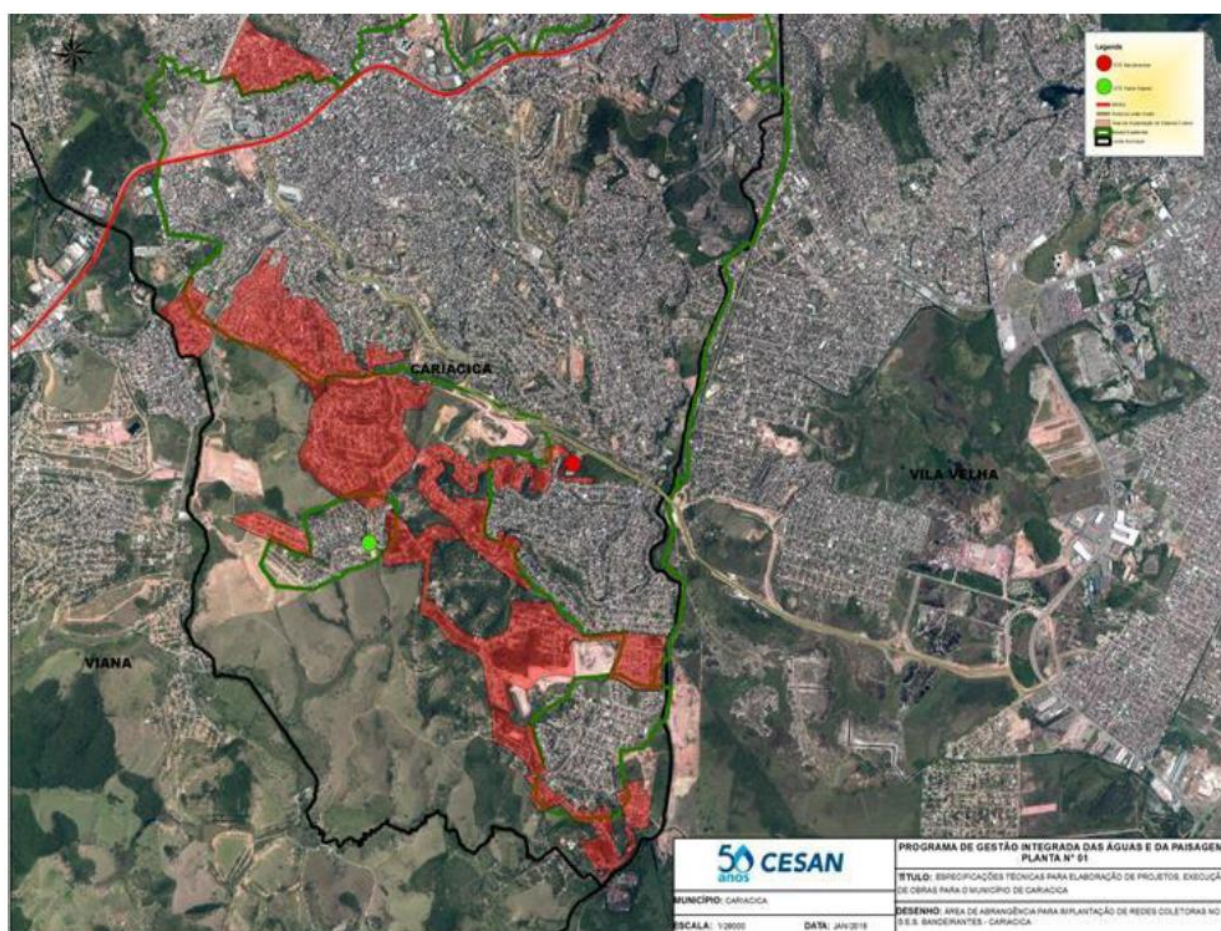 Legenda
CARIACICA
VILA VELHA
VIANA
50 anos CESAN
MUNICÍPIO: CARIACICA
ESCALA: 1/28000 DATA: JAN/2018
PROGRAMA DE GESTÃO INTEGRADA DAS ÁGUAS E DA PAISAGEM
PLANTA Nº 01
TÍTULO: ESPECIFICAÇÕES TÉCNICAS PARA ELABORAÇÃO DE PROJETOS, EXECUÇÃ
DE OBRAS PARA O MUNICÍPIO DE CARIACICA
DESENHO: ÁREA DE ABRANGÊNCIA PARA IMPLANTAÇÃO DE REDES COLETORAS NO
S.E.S. BANDEIRANTES - CARIACICA